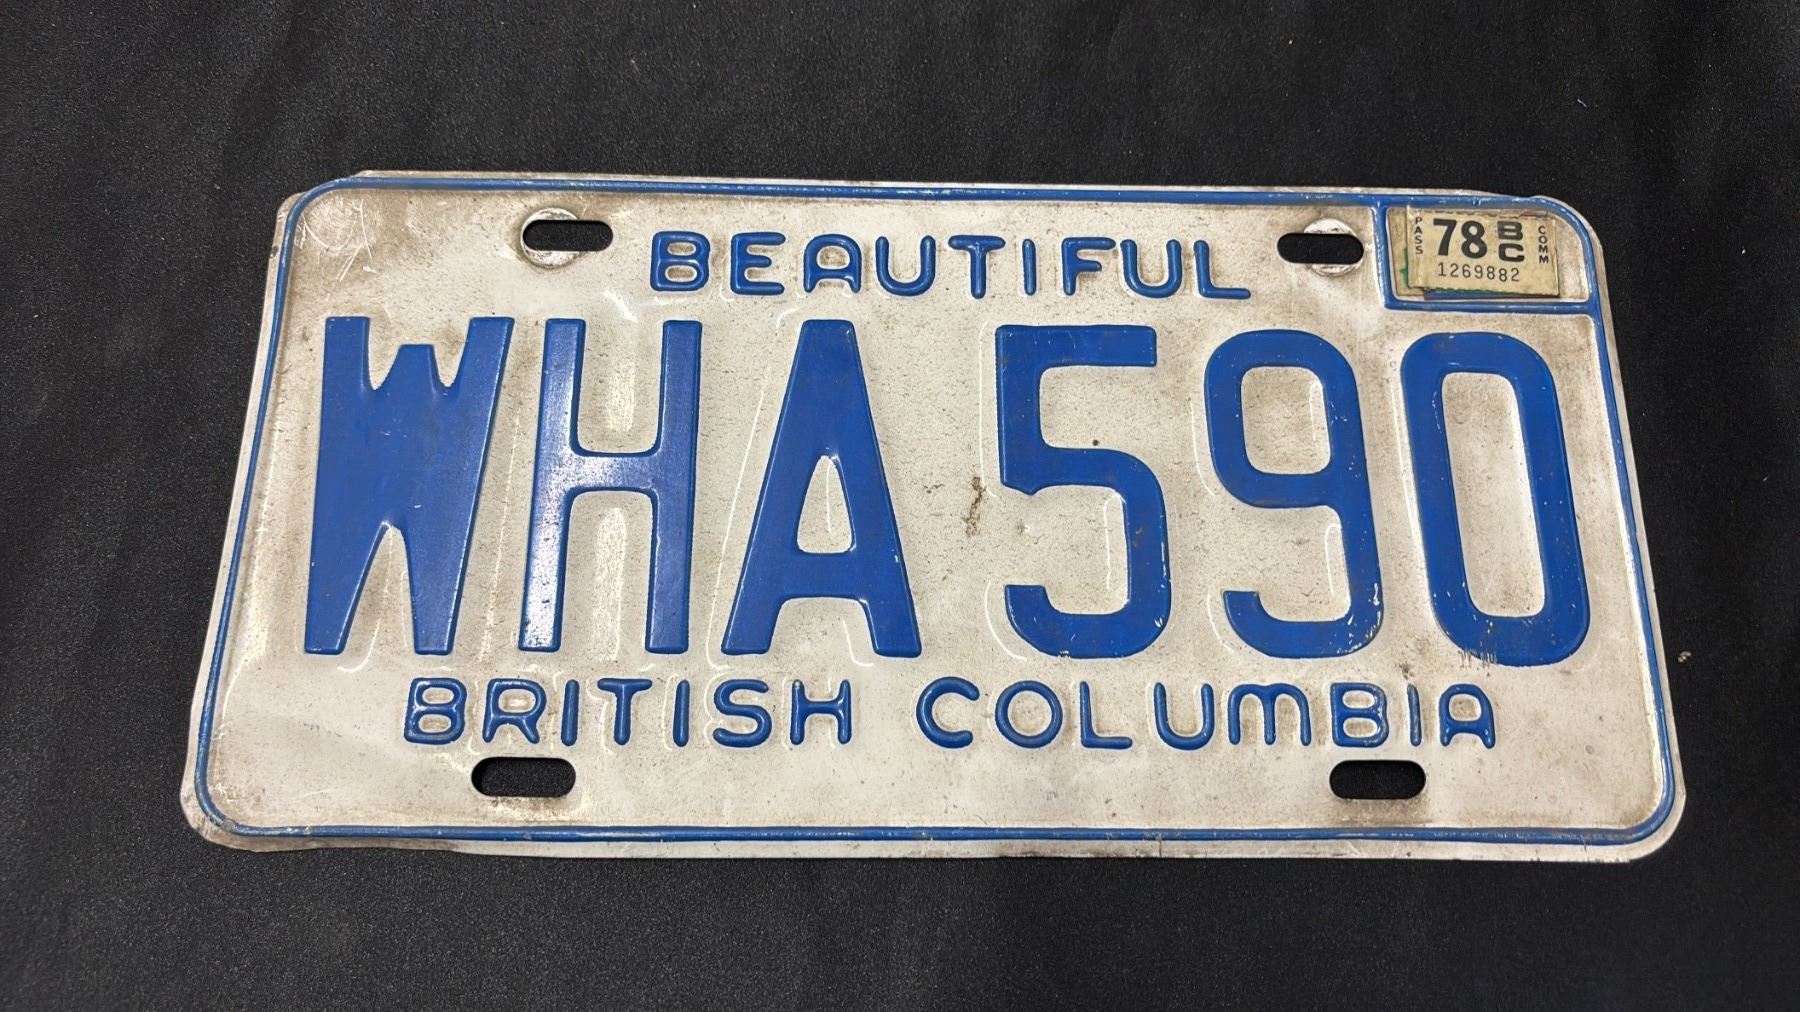 BEAUTIFUL
PASS 78 BC COMM
1269882
WHA 590
BRITISH COLUMBIA